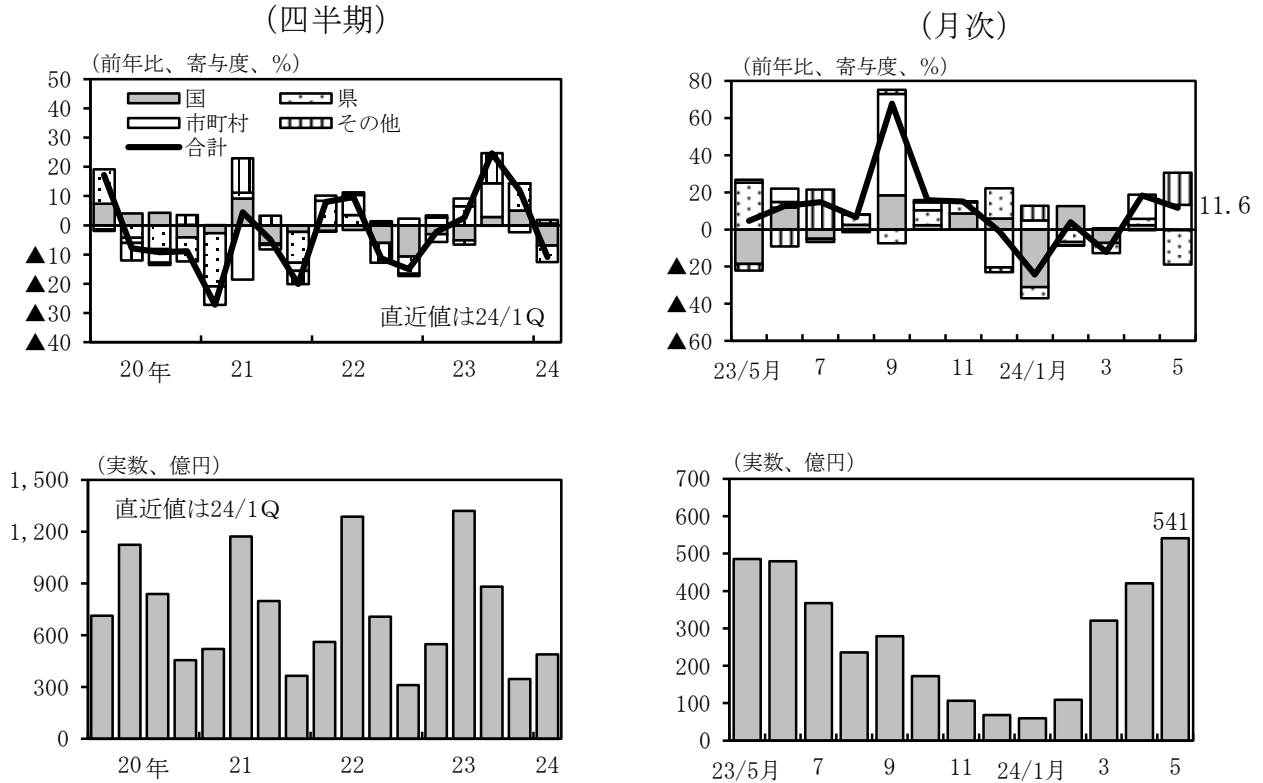 (四半期)
(前年比、寄与度、%)
50
40
30
20
10
0
▲10
▲20
▲30
▲40
国
県
市町村
その他
合計
直近値は24/1Q
20年 21 22 23 24
(月次)
(前年比、寄与度、%)
80
60
40
20
0
▲20
▲40
▲60
11.6
23/5月 7 9 11 24/1月 3 5
(実数、億円)
1,500
1,200
900
600
300
0
直近値は24/1Q
20年 21 22 23 24
(実数、億円)
700
600
500
400
300
200
100
0
541
23/5月 7 9 11 24/1月 3 5